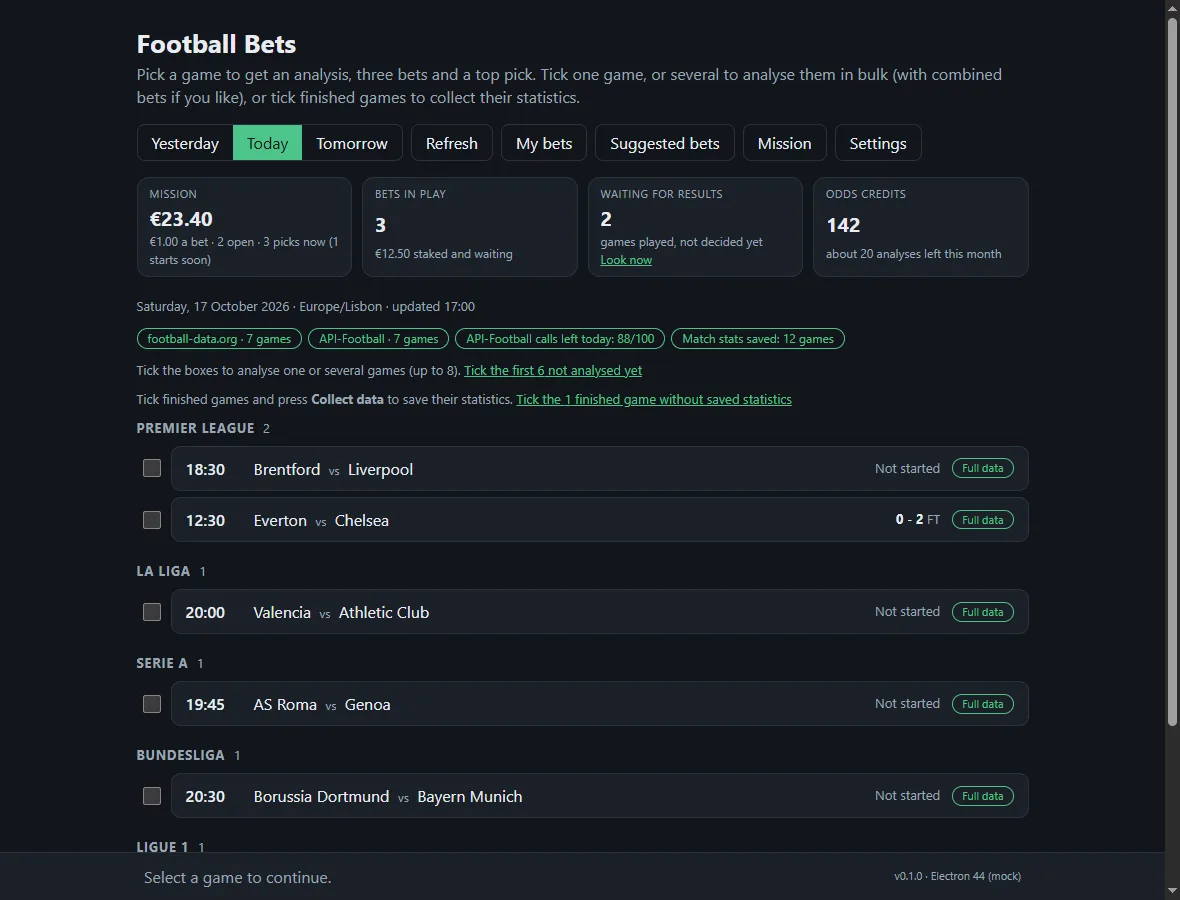 Football Bets
Pick a game to get an analysis, three bets and a top pick. Tick one game, or several to analyse them in bulk (with combined
bets if you like), or tick finished games to collect their statistics.
Yesterday Today Tomorrow Refresh My bets Suggested bets Mission Settings
MISSION
€23.40
€1.00 a bet · 2 open · 3 picks now (1
starts soon)
BETS IN PLAY
3
€12.50 staked and waiting
WAITING FOR RESULTS
2
games played, not decided yet
Look now
ODDS CREDITS
142
about 20 analyses left this month
Saturday, 17 October 2026 · Europe/Lisbon · updated 17:00
football-data.org · 7 games API-Football · 7 games API-Football calls left today: 88/100 Match stats saved: 12 games
Tick the boxes to analyse one or several games (up to 8). Tick the first 6 not analysed yet
Tick finished games and press Collect data to save their statistics. Tick the 1 finished game without saved statistics
PREMIER LEAGUE 2
18:30 Brentford vs Liverpool Not started Full data
12:30 Everton vs Chelsea 0 - 2 FT Full data
LA LIGA 1
20:00 Valencia vs Athletic Club Not started Full data
SERIE A 1
19:45 AS Roma vs Genoa Not started Full data
BUNDESLIGA 1
20:30 Borussia Dortmund vs Bayern Munich Not started Full data
LIGUE 1 1
Select a game to continue. v0.1.0 · Electron 44 (mock)